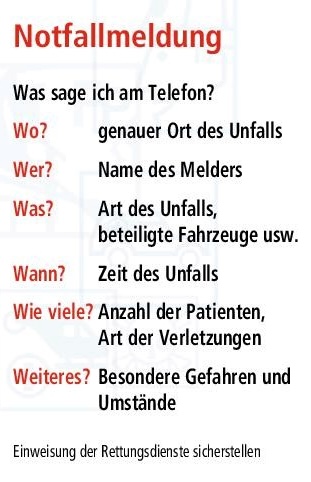 Notfallmeldung
Was sage ich am Telefon?
Wo? genauer Ort des Unfalls
Wer? Name des Melders
Was? Art des Unfalls,
beteiligte Fahrzeuge usw.
Wann? Zeit des Unfalls
Wie viele? Anzahl der Patienten,
Art der Verletzungen
Weiteres? Besondere Gefahren und
Umstände
Einweisung der Rettungsdienste sicherstellen